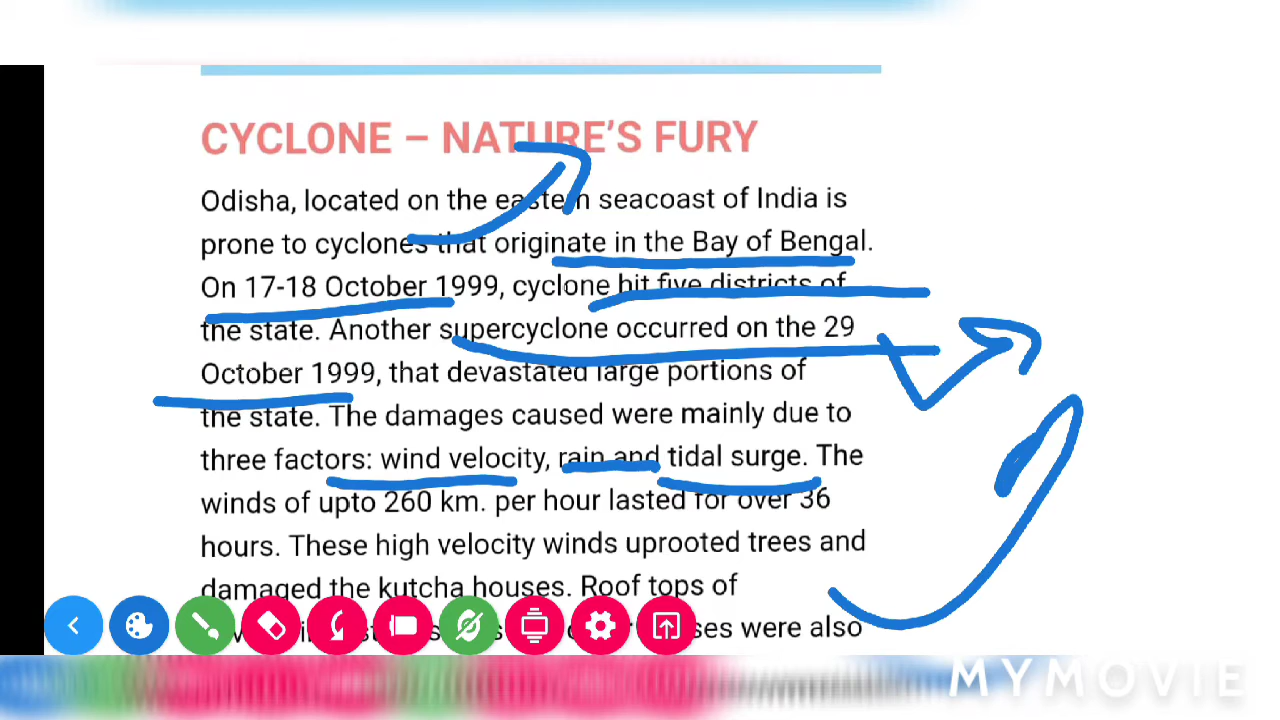 CYCLONE – NATURE'S FURY
Odisha, located on the eastern seacoast of India is
prone to cyclones that originate in the Bay of Bengal.
On 17-18 October 1999, cyclone hit five districts of
the state. Another supercyclone occurred on the 29
October 1999, that devastated large portions of
the state. The damages caused were mainly due to
three factors: wind velocity, rain and tidal surge. The
winds of upto 260 km. per hour lasted for over 36
hours. These high velocity winds uprooted trees and
damaged the kutcha houses. Roof tops of
were also
MYMOVIE